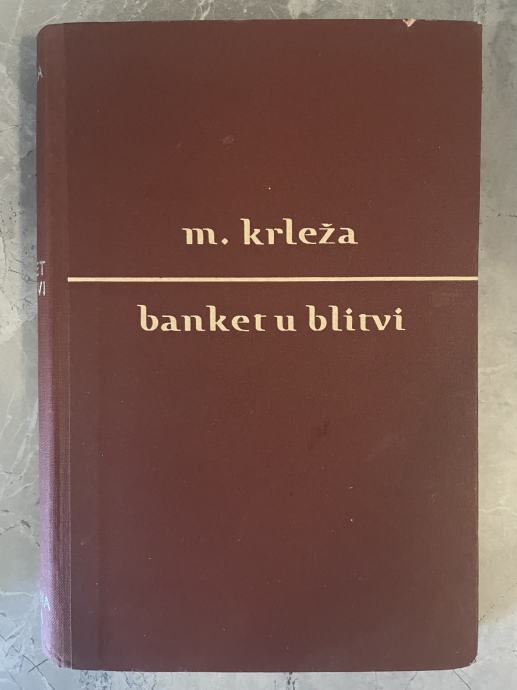 m. krleža
banket u blitvi